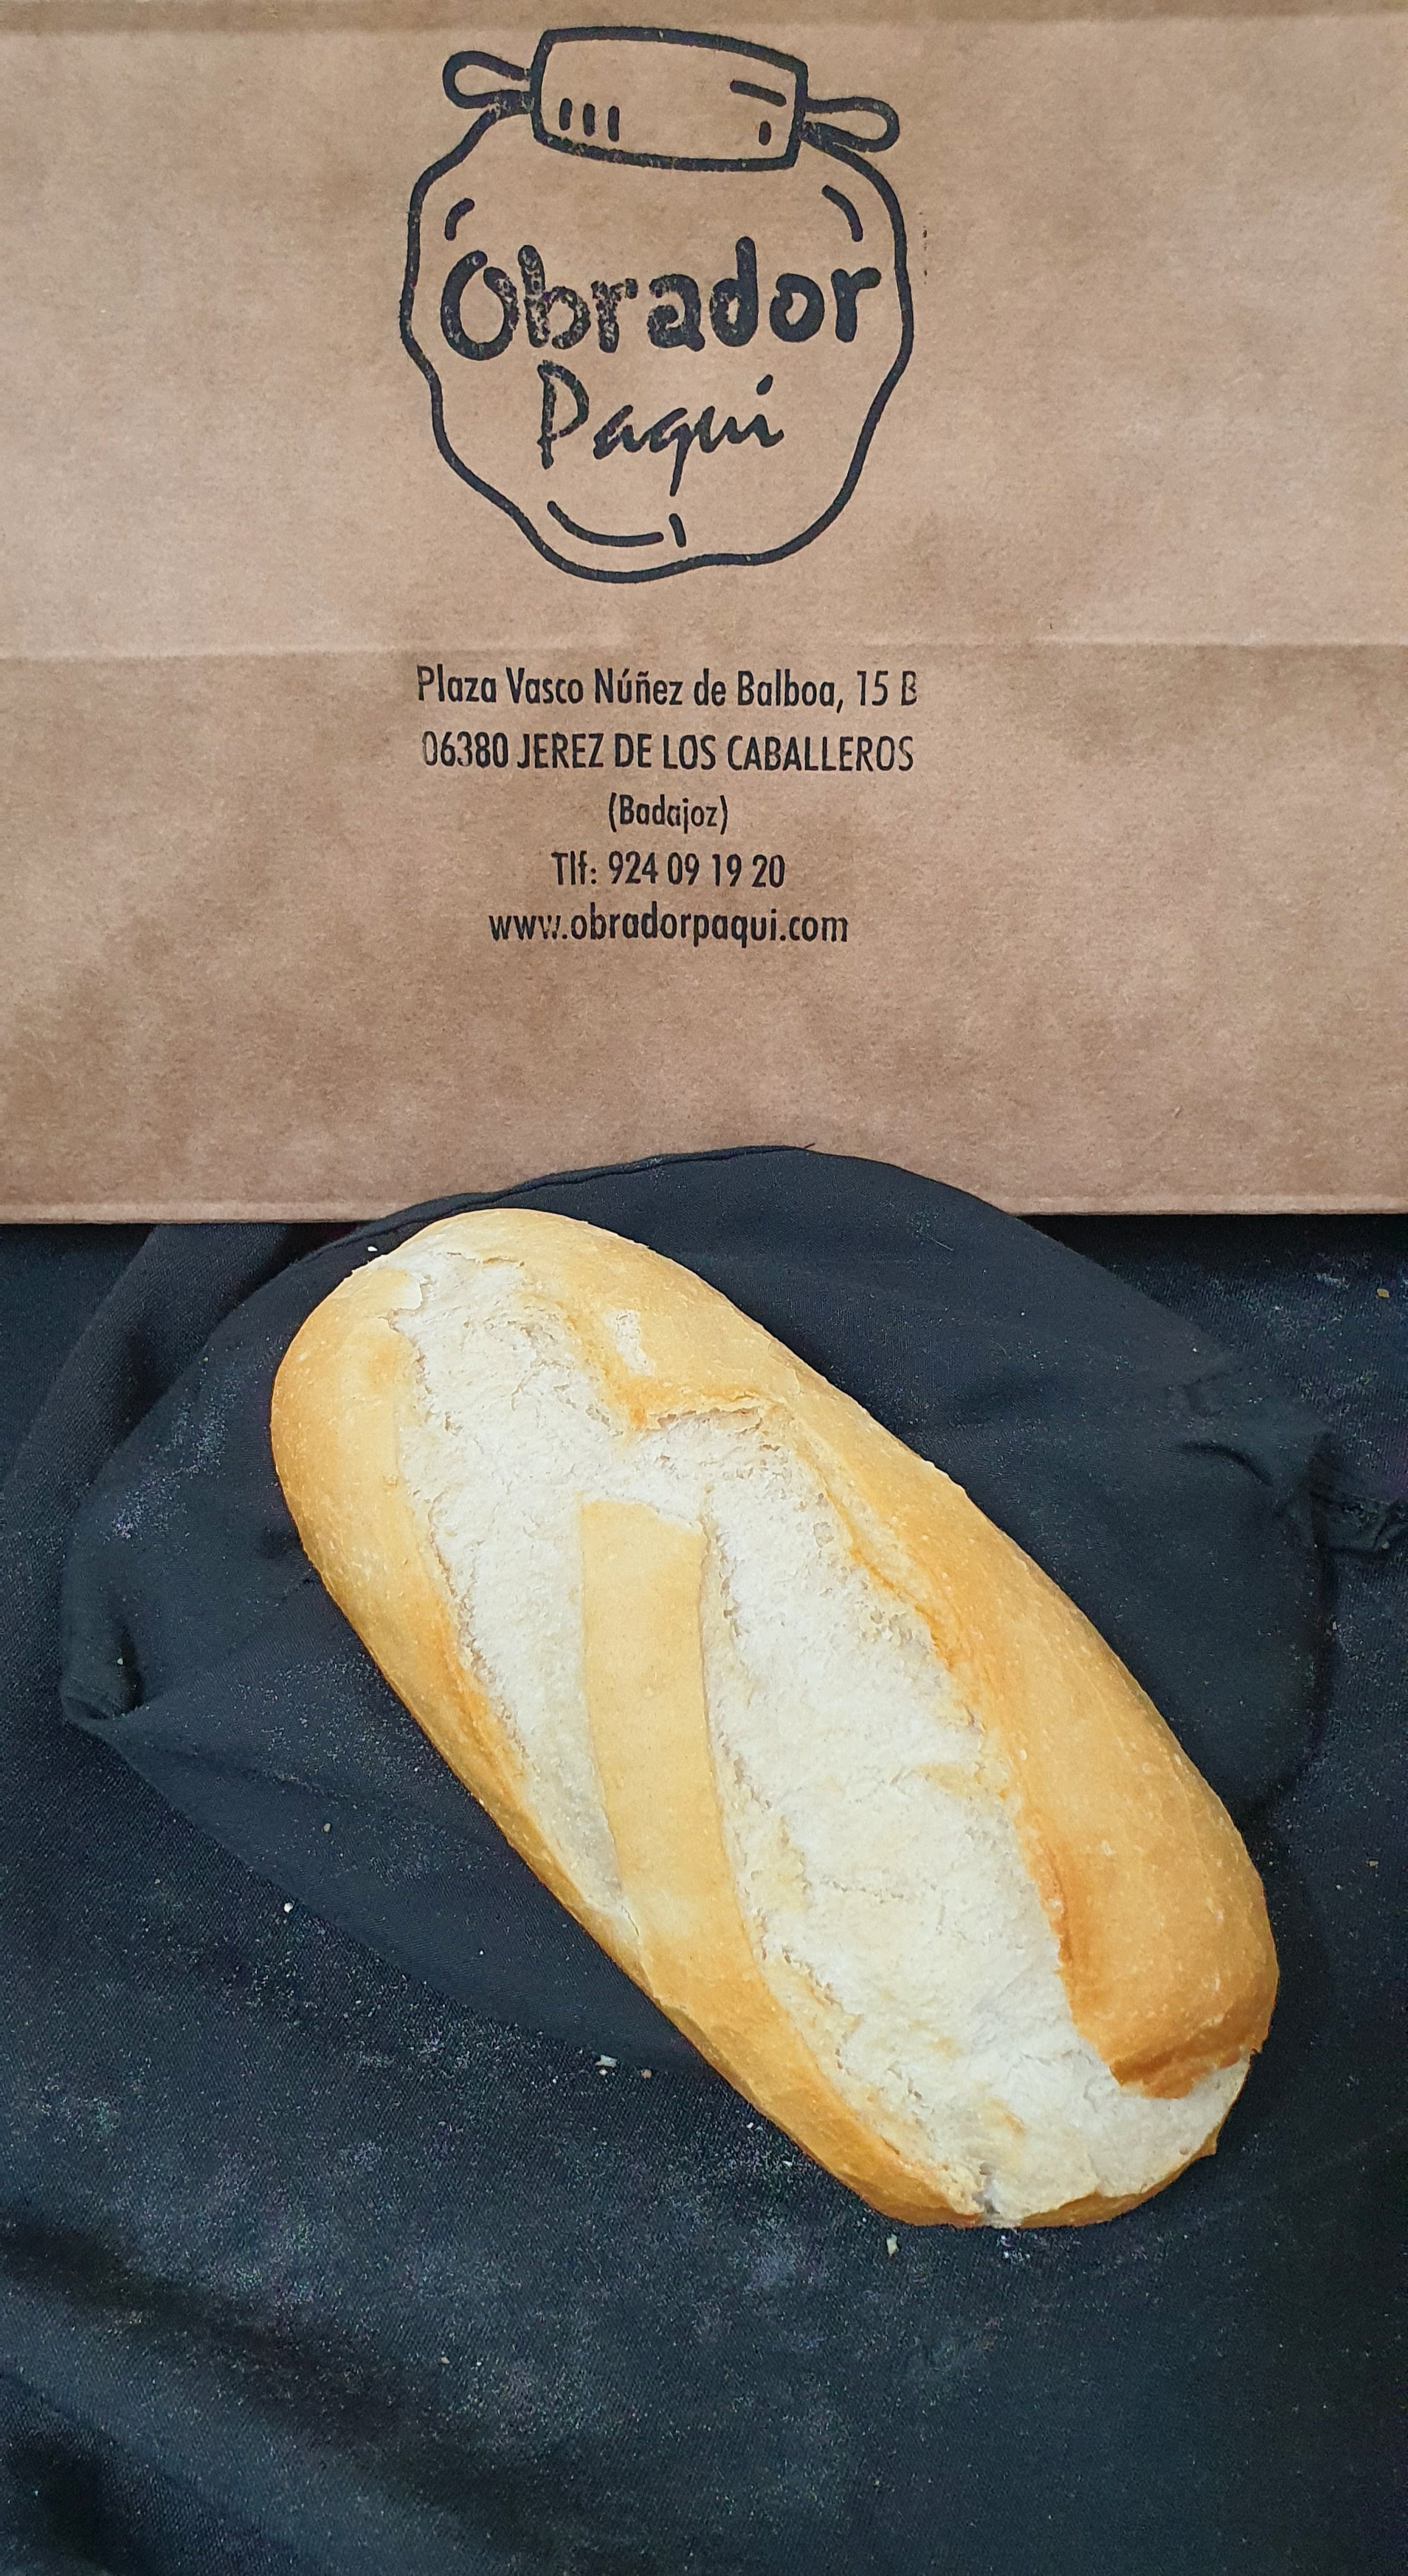 Obrador
Paqui
Plaza Vasco Núñez de Balboa, 15 B
06380 JEREZ DE LOS CABALLEROS
(Badajoz)
Tlf: 924 09 19 20
www.obradorpaqui.com